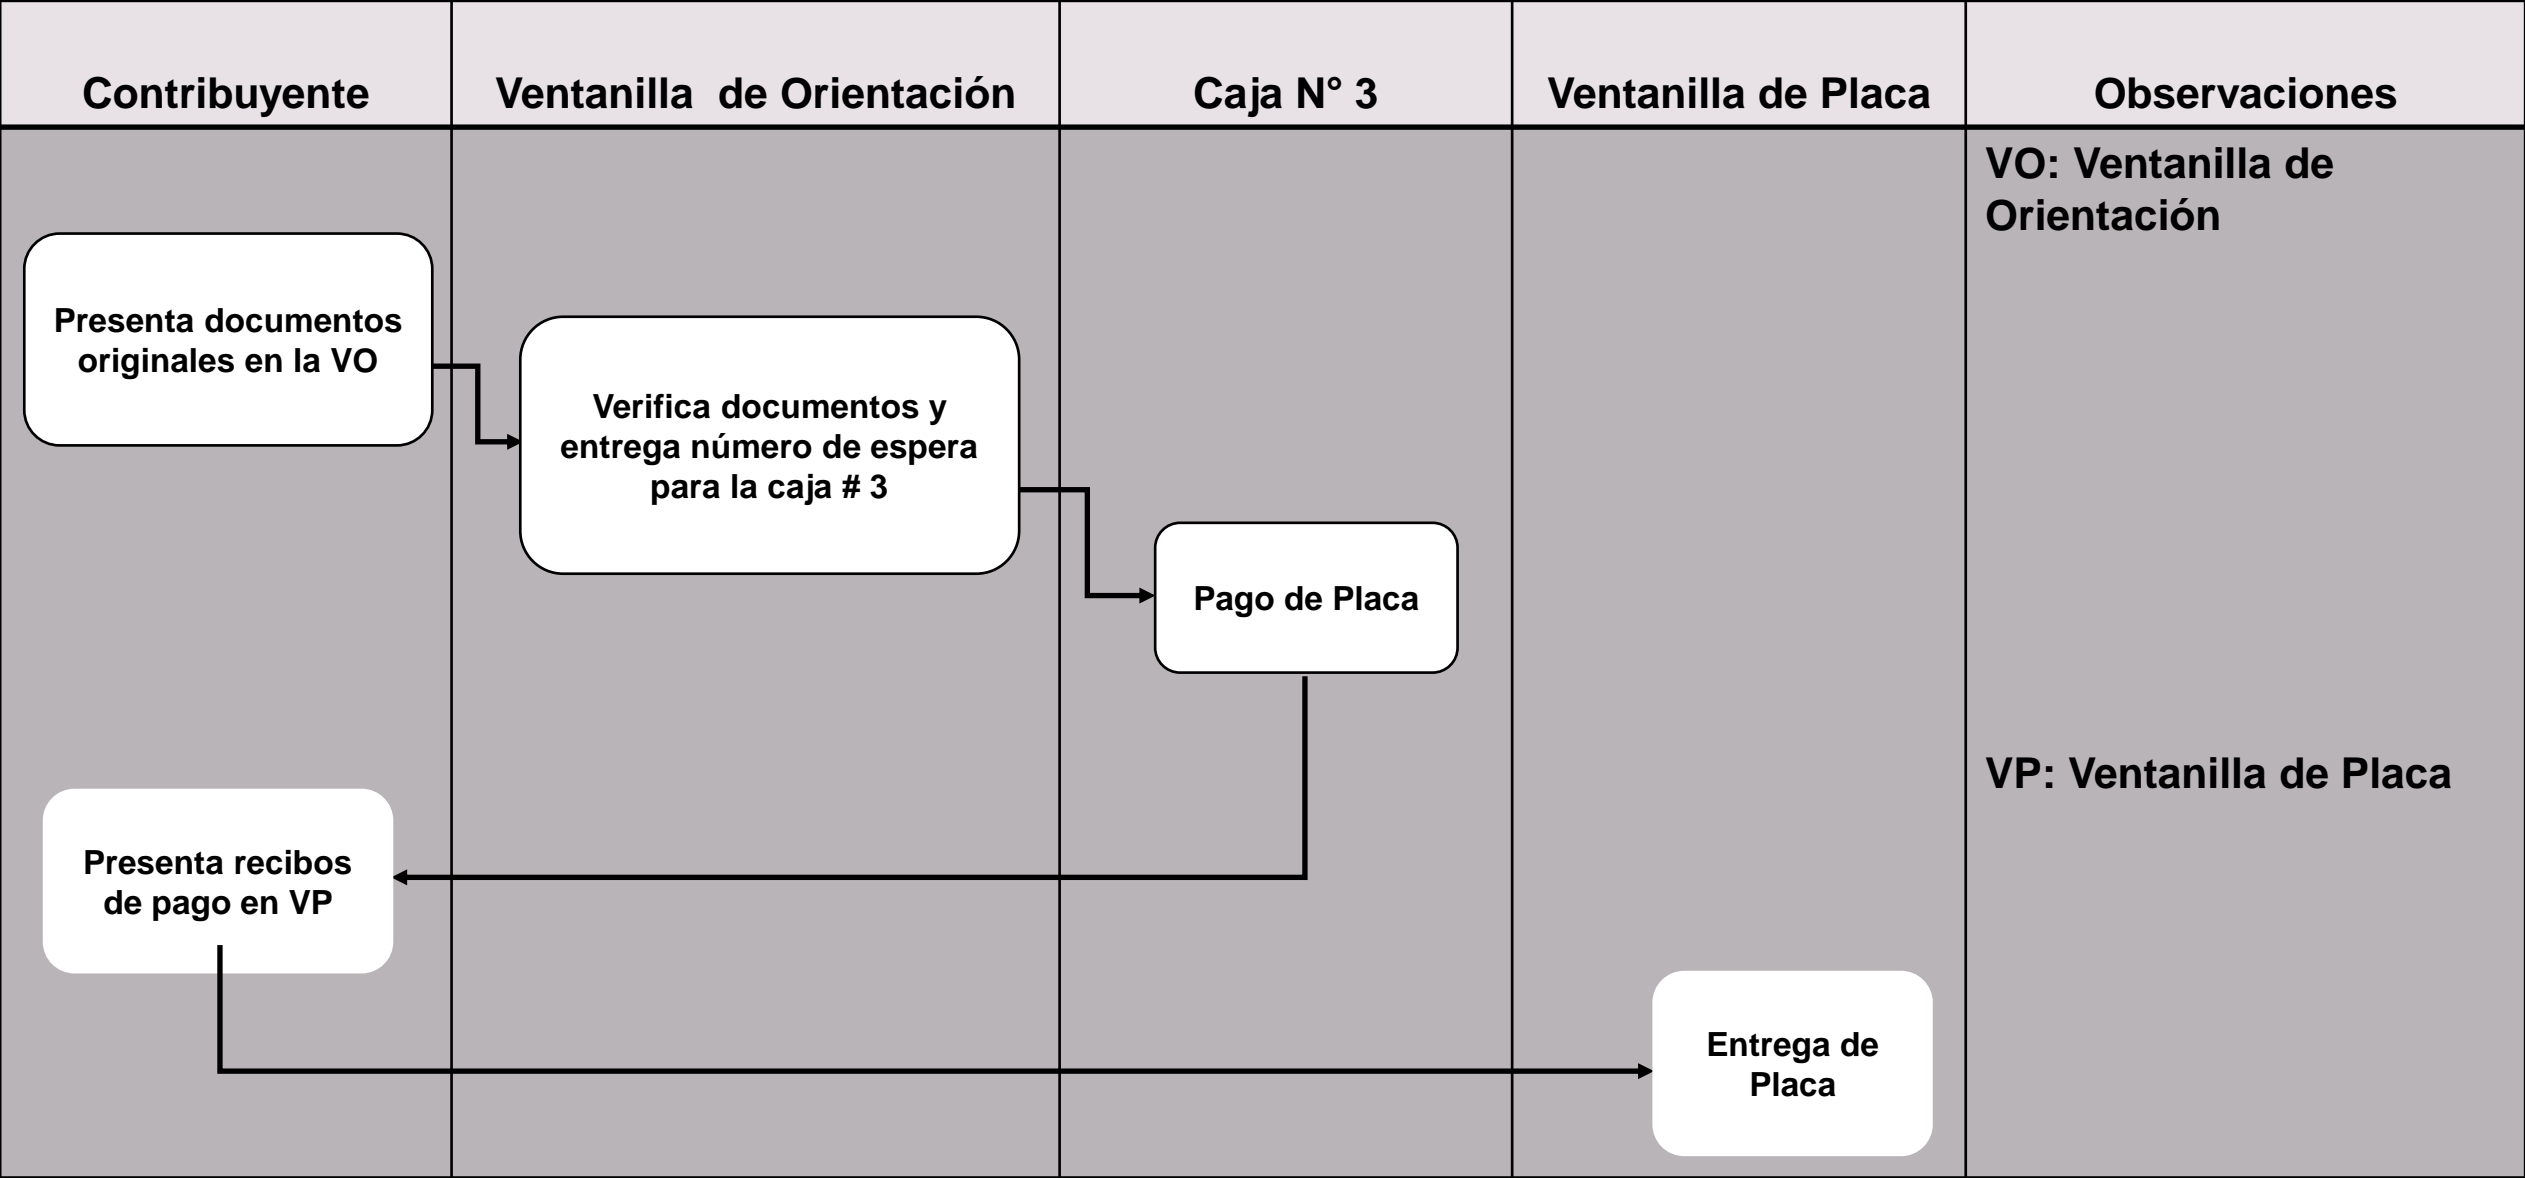 Contribuyente
Ventanilla de Orientación
Caja N° 3
Ventanilla de Placa
Observaciones
VO: Ventanilla de
Orientación
Presenta documentos
originales en la VO
Verifica documentos y
entrega número de espera
para la caja # 3
Pago de Placa
VP: Ventanilla de Placa
Presenta recibos
de pago en VP
Entrega de
Placa